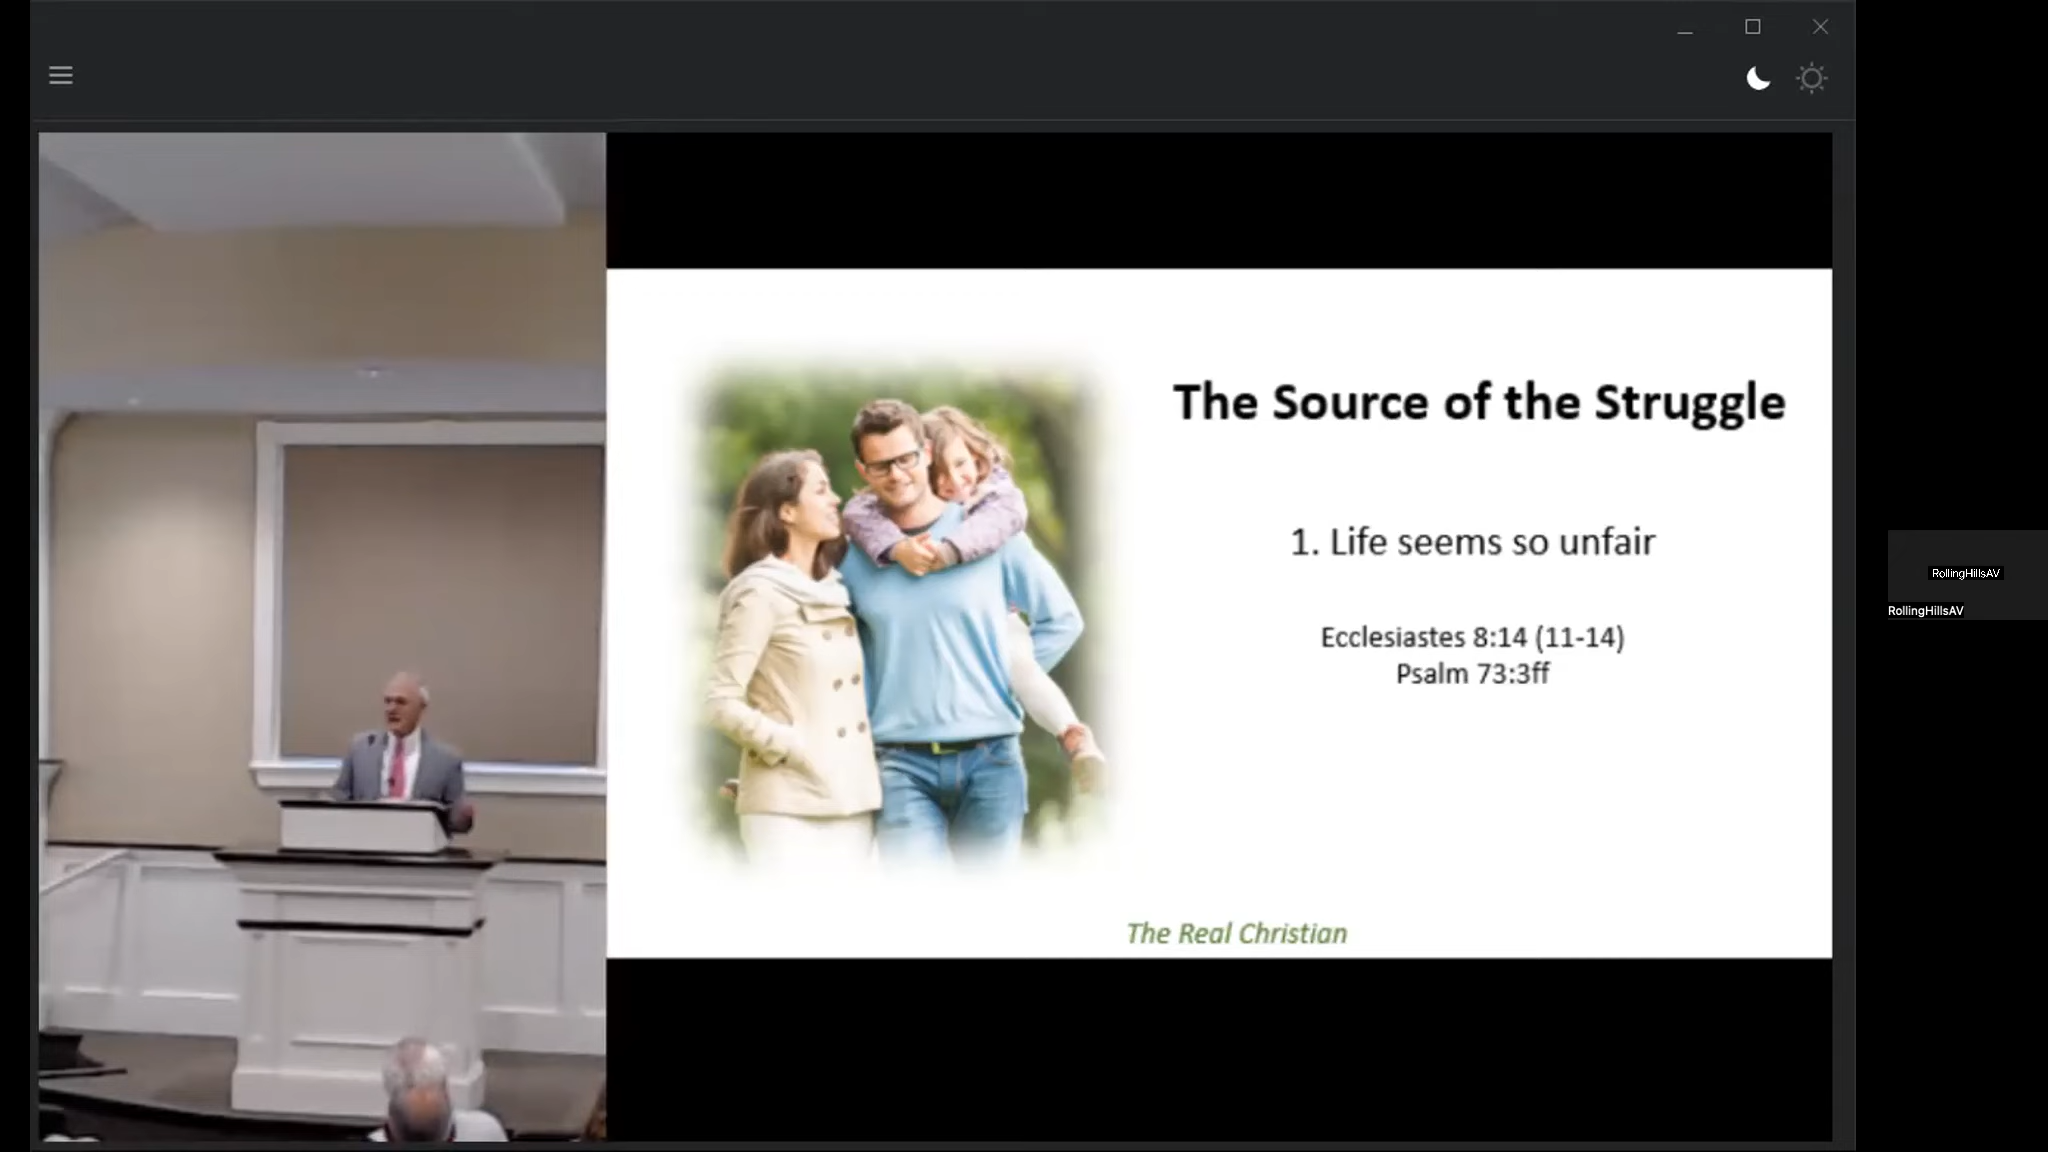 The Source of the Struggle
1. Life seems so unfair
Ecclesiastes 8:14 (11-14)
Psalm 73:3ff
The Real Christian
RollingHillsAV
RollingHillsAV